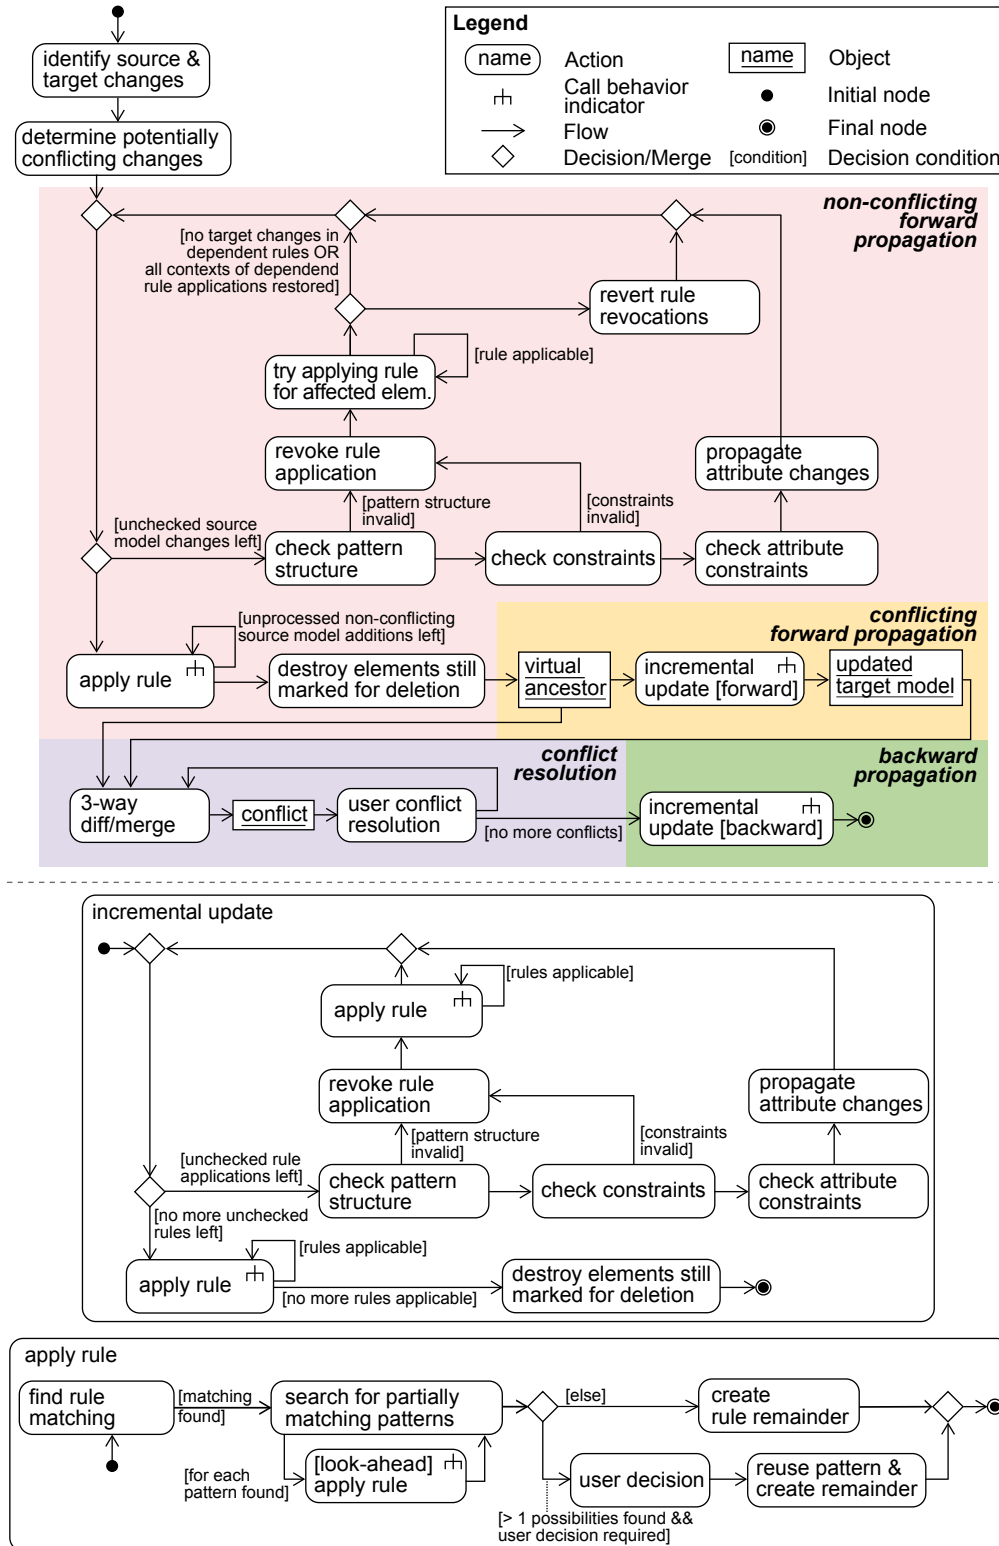 identify source &
target changes
determine potentially
conflicting changes
Legend
name
Action
name
Object
Call behavior
indicator
Initial node
Flow
Final node
Decision/Merge
[condition]
Decision condition
non-conflicting
forward
propagation
[no target changes in
dependent rules OR
all contexts of dependend
rule applications restored]
revert rule
revocations
[rule applicable]
try applying rule
for affected elem.
revoke rule
application
propagate
attribute changes
[pattern structure
invalid]
[constraints
invalid]
[unchecked source
model changes left]
check pattern
structure
check constraints
check attribute
constraints
[unprocessed non-conflicting
source model additions left]
conflicting
forward propagation
apply rule
destroy elements still
marked for deletion
virtual
ancestor
incremental
update [forward]
updated
target model
conflict
resolution
backward
propagation
3-way
diff/merge
conflict
user conflict
resolution
[no more conflicts]
incremental
update [backward]
incremental update
[rules applicable]
apply rule
revoke rule
application
propagate
attribute changes
[pattern structure
invalid]
[constraints
invalid]
[unchecked rule
applications left]
check pattern
structure
check constraints
check attribute
constraints
[no more unchecked
rules left]
[rules applicable]
apply rule
[no more rules applicable]
destroy elements still
marked for deletion
apply rule
find rule
matching
[matching
found]
search for partially
matching patterns
[else]
create
rule remainder
[for each
pattern found]
[look-ahead]
apply rule
user decision
reuse pattern &
create remainder
[> 1 possibilities found &&
user decision required]